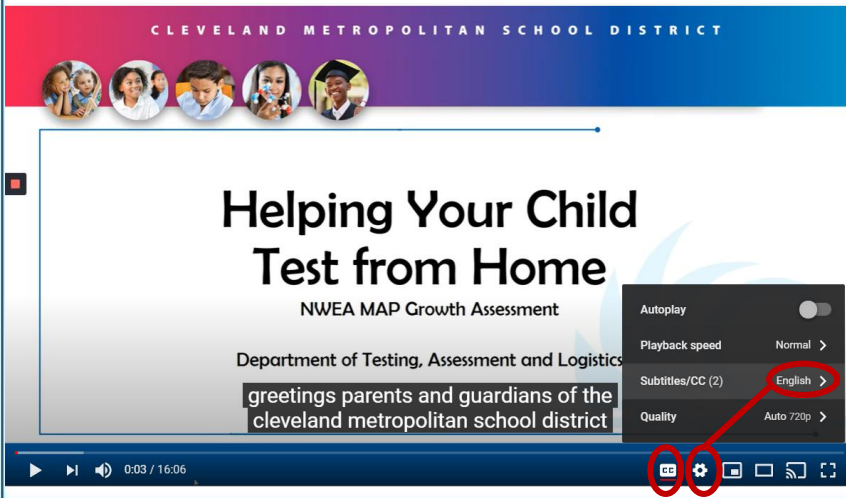 CLEVELAND METROPOLITAN SCHOOL DISTRICT
Helping Your Child
Test from Home
NWEA MAP Growth Assessment
Department of Testing, Assessment and Logistics
greetings parents and guardians of the
cleveland metropolitan school district
Autoplay
Playback speed Normal
Subtitles/CC (2) English
Quality Auto 720p
0:03 / 16:06
CC